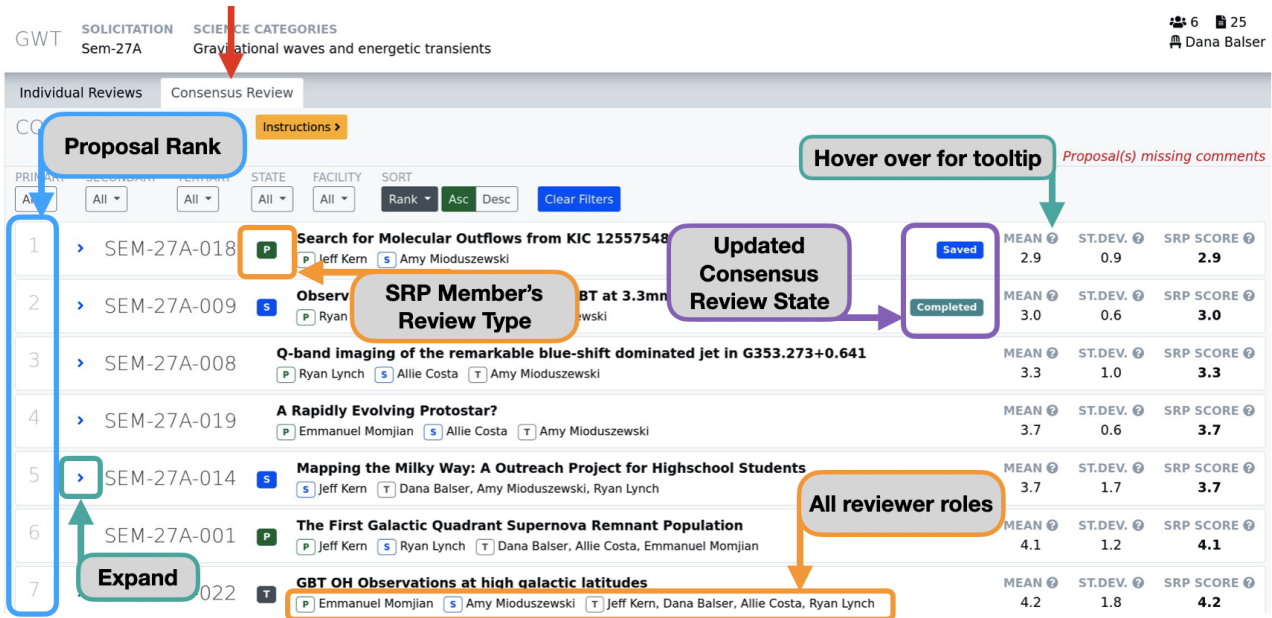 GWT SOLICITATION SCIENCE CATEGORIES 6 25
Sem-27A Gravitational waves and energetic transients Dana Balser
Individual Reviews Consensus Review
Instructions >
Proposal Rank
Hover over for tooltip
Proposal(s) missing comments
STATE FACILITY SORT
All All All All Rank Asc Desc Clear Filters
1 > SEM-27A-018 P Search for Molecular Outflows from KIC 12557548 Saved MEAN ? ST.DEV. ? SRP SCORE ?
P Jeff Kern S Amy Mioduszewski 2.9 0.9 2.9
Updated
Consensus
Review State
SRP Member's
Review Type
2 > SEM-27A-009 S Completed MEAN ? ST.DEV. ? SRP SCORE ?
P Ryan 3.0 0.6 3.0
3 > SEM-27A-008 Q-band imaging of the remarkable blue-shift dominated jet in G353.273+0.641 MEAN ? ST.DEV. ? SRP SCORE ?
P Ryan Lynch S Allie Costa T Amy Mioduszewski 3.3 1.0 3.3
4 > SEM-27A-019 A Rapidly Evolving Protostar? MEAN ? ST.DEV. ? SRP SCORE ?
P Emmanuel Momjian S Allie Costa T Amy Mioduszewski 3.7 0.6 3.7
5 > SEM-27A-014 S Mapping the Milky Way: A Outreach Project for Highschool Students MEAN ? ST.DEV. ? SRP SCORE ?
S Jeff Kern T Dana Balser, Amy Mioduszewski, Ryan Lynch 3.7 1.7 3.7
All reviewer roles
6 SEM-27A-001 P The First Galactic Quadrant Supernova Remnant Population MEAN ? ST.DEV. ? SRP SCORE ?
P Jeff Kern S Ryan Lynch T Dana Balser, Allie Costa, Emmanuel Momjian 4.1 1.2 4.1
Expand
7 022 T GBT OH Observations at high galactic latitudes MEAN ? ST.DEV. ? SRP SCORE ?
P Emmanuel Momjian S Amy Mioduszewski T Jeff Kern, Dana Balser, Allie Costa, Ryan Lynch 4.2 1.8 4.2